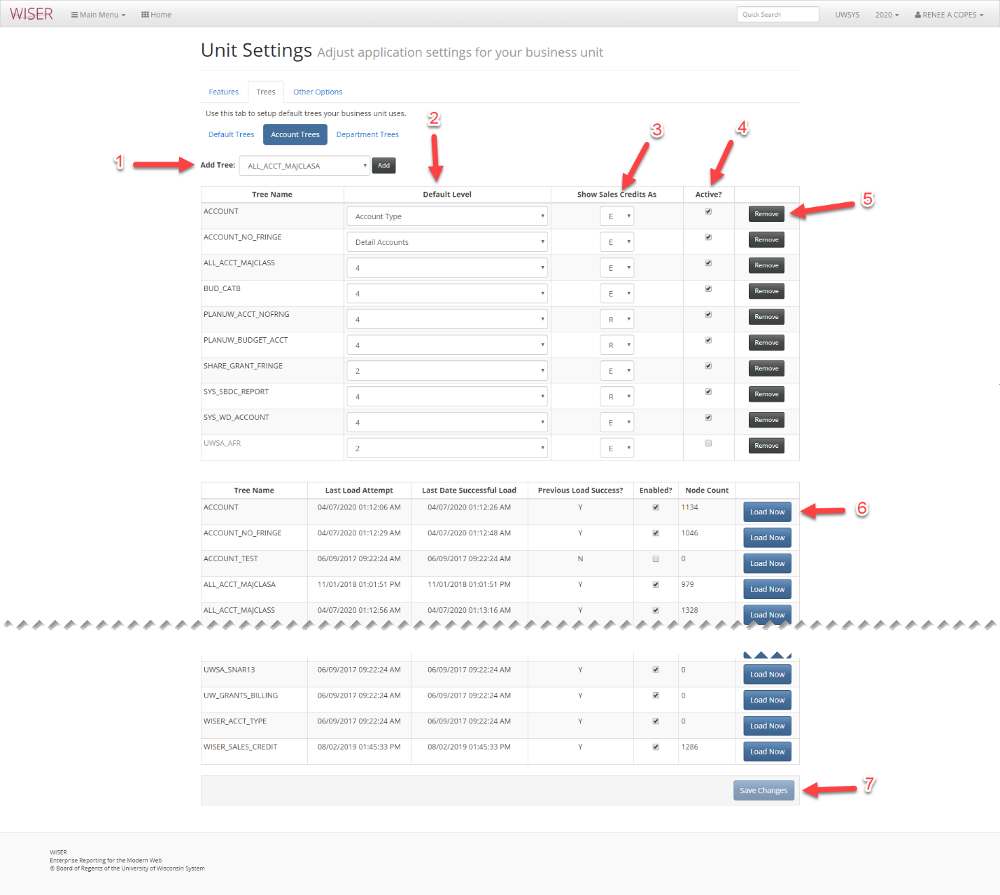 WISER Main Menu Home Quick Search UWSYS 2020 RENEE A COPES
Unit Settings Adjust application settings for your business unit
Features Trees Other Options
Use this tab to setup default trees your business unit uses.
Default Trees Account Trees Department Trees
1 2 3 4
Add Tree: ALL_ACCT_MAJCLASA Add
Tree Name Default Level Show Sales Credits As Active?
ACCOUNT Account Type E Remove 5
ACCOUNT_NO_FRINGE Detail Accounts E Remove
ALL_ACCT_MAJCLASS 4 E Remove
BUD_CATB 4 E Remove
PLANUW_ACCT_NOFRNG 4 R Remove
PLANUW_BUDGET_ACCT 4 R Remove
SHARE_GRANT_FRINGE 2 E Remove
SYS_SBDC_REPORT 4 R Remove
SYS_WD_ACCOUNT 4 E Remove
UWSA_AFR 2 E Remove
Tree Name Last Load Attempt Last Date Successful Load Previous Load Success? Enabled? Node Count
ACCOUNT 04/07/2020 01:12:06 AM 04/07/2020 01:12:26 AM Y 1134 Load Now 6
ACCOUNT_NO_FRINGE 04/07/2020 01:12:29 AM 04/07/2020 01:12:48 AM Y 1046 Load Now
ACCOUNT_TEST 06/09/2017 09:22:24 AM 06/09/2017 09:22:24 AM N 0 Load Now
ALL_ACCT_MAJCLASA 11/01/2018 01:01:51 PM 11/01/2018 01:01:51 PM Y 979 Load Now
ALL_ACCT_MAJCLASS 04/07/2020 01:12:56 AM 04/07/2020 01:13:16 AM Y 1328 Load Now
UWSA_SNAR13 06/09/2017 09:22:24 AM 06/09/2017 09:22:24 AM Y 0 Load Now
UW_GRANTS_BILLING 06/09/2017 09:22:24 AM 06/09/2017 09:22:24 AM Y 0 Load Now
WISER_ACCT_TYPE 06/09/2017 09:22:24 AM 06/09/2017 09:22:24 AM Y 0 Load Now
WISER_SALES_CREDIT 08/02/2019 01:45:33 PM 08/02/2019 01:45:33 PM Y 1286 Load Now
Save Changes 7
WISER
Enterprise Reporting for the Modern Web
© Board of Regents of the University of Wisconsin System